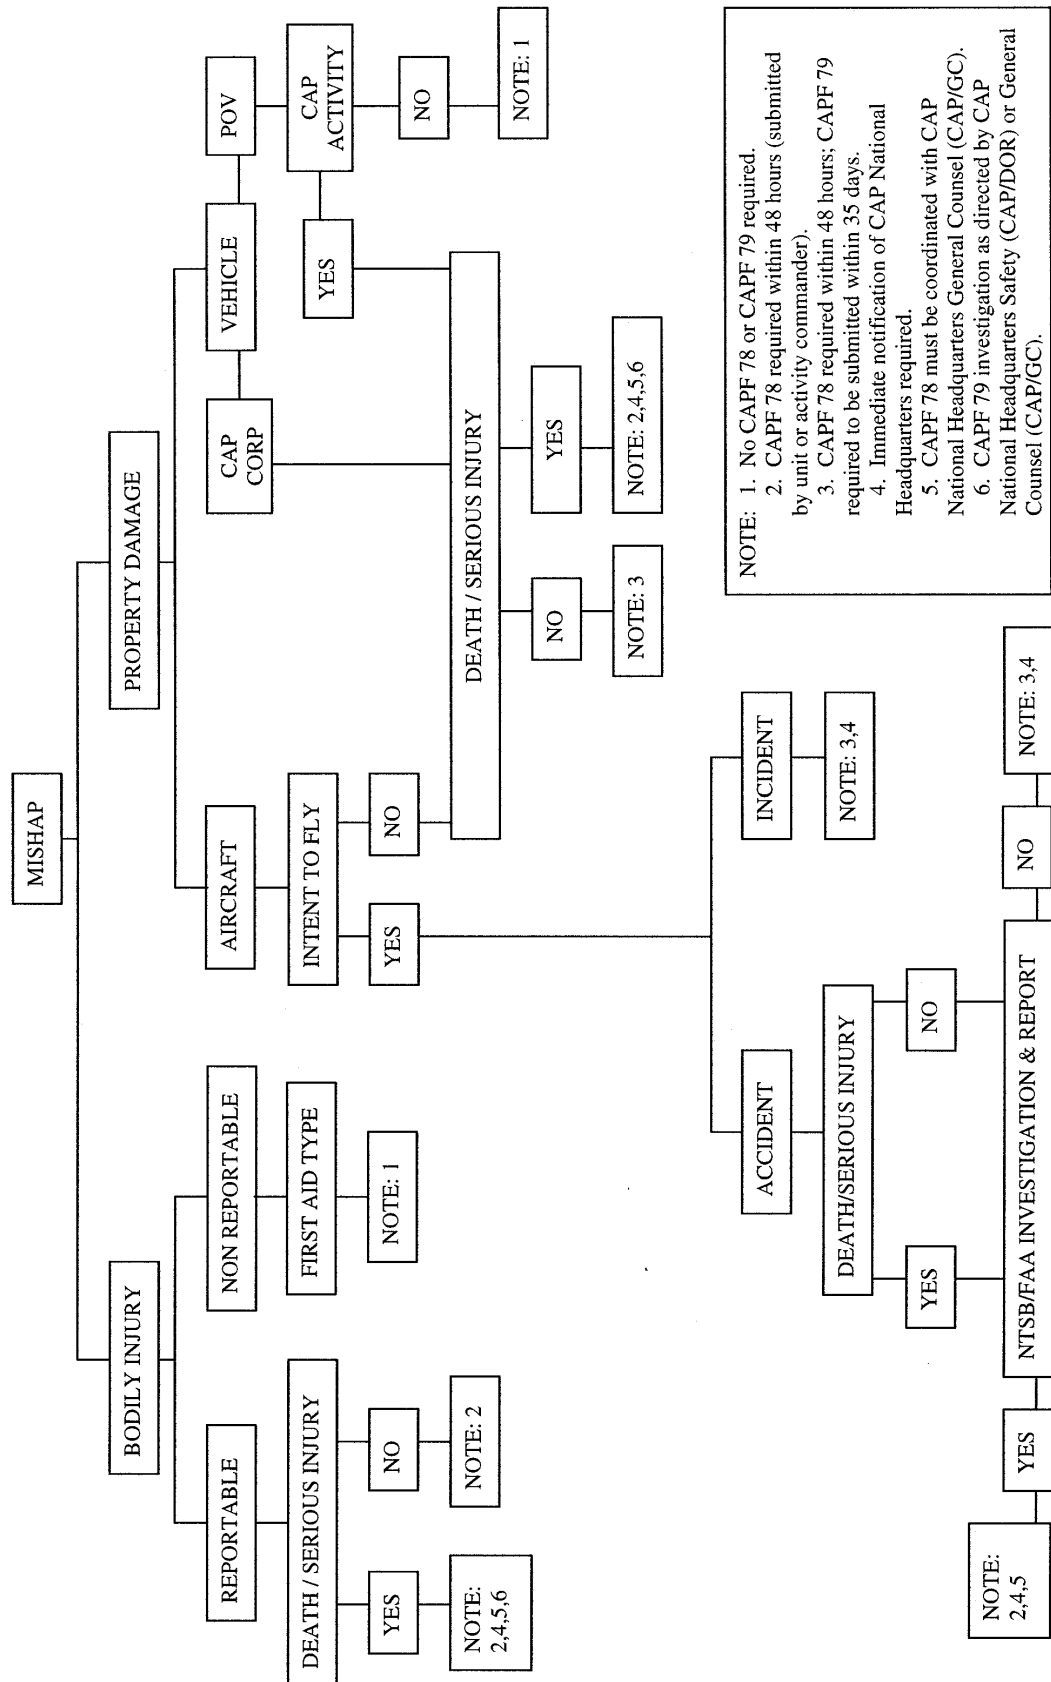 MISHAP
BODILY INJURY
PROPERTY DAMAGE
REPORTABLE
NON REPORTABLE
AIRCRAFT
CAP
CORP
VEHICLE
POV
DEATH / SERIOUS INJURY
FIRST AID TYPE
INTENT TO FLY
YES
CAP
ACTIVITY
YES
NO
NOTE: 1
YES
NO
NO
NOTE:
2,4,5,6
NOTE: 2
DEATH / SERIOUS INJURY
NOTE: 1
NO
YES
NOTE: 3
NOTE: 2,4,5,6
ACCIDENT
INCIDENT
DEATH/SERIOUS INJURY
NOTE: 3,4
YES
NO
NOTE:
2,4,5
YES
NTSB/FAA INVESTIGATION & REPORT
NO
NOTE: 3,4
NOTE: 1. No CAPF 78 or CAPF 79 required.
2. CAPF 78 required within 48 hours (submitted
by unit or activity commander).
3. CAPF 78 required within 48 hours; CAPF 79
required to be submitted within 35 days.
4. Immediate notification of CAP National
Headquarters required.
5. CAPF 78 must be coordinated with CAP
National Headquarters General Counsel (CAP/GC).
6. CAPF 79 investigation as directed by CAP
National Headquarters Safety (CAP/DOR) or General
Counsel (CAP/GC).